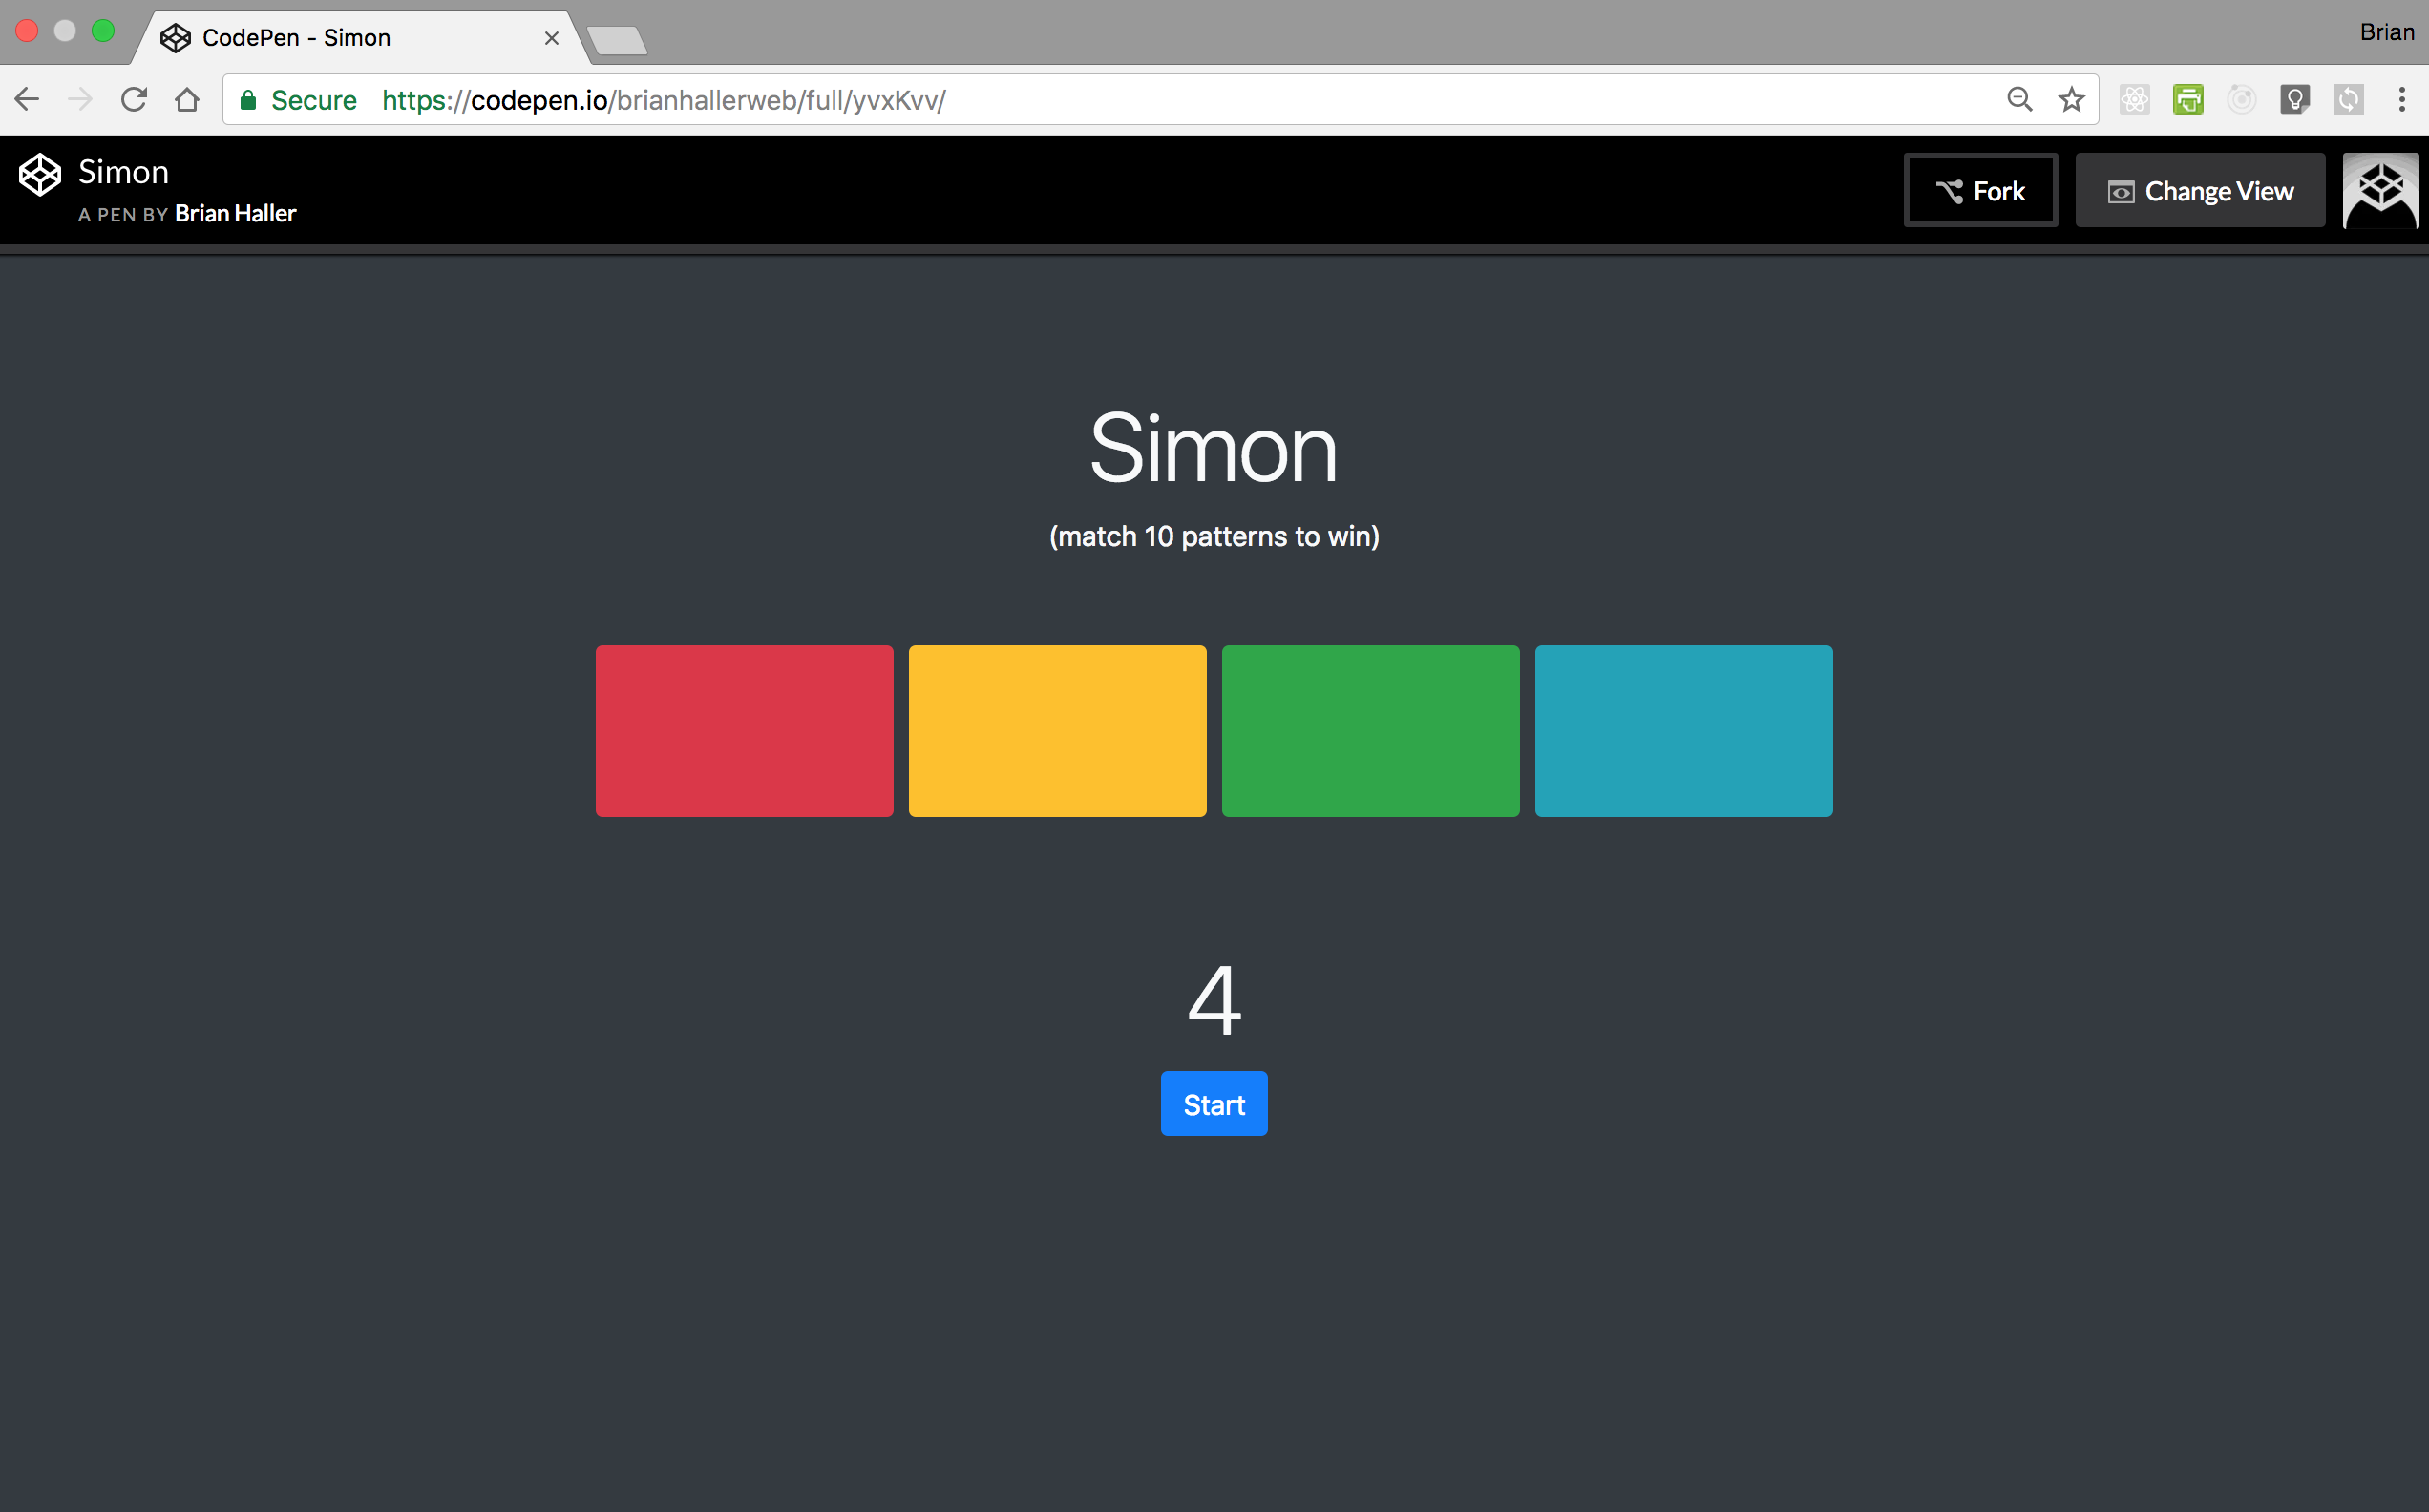 CodePen - Simon
Brian
Secure https://codepen.io/brianhallerweb/full/yvxKvv/
Simon
A PEN BY Brian Haller
Fork
Change View
Simon
(match 10 patterns to win)
4
Start